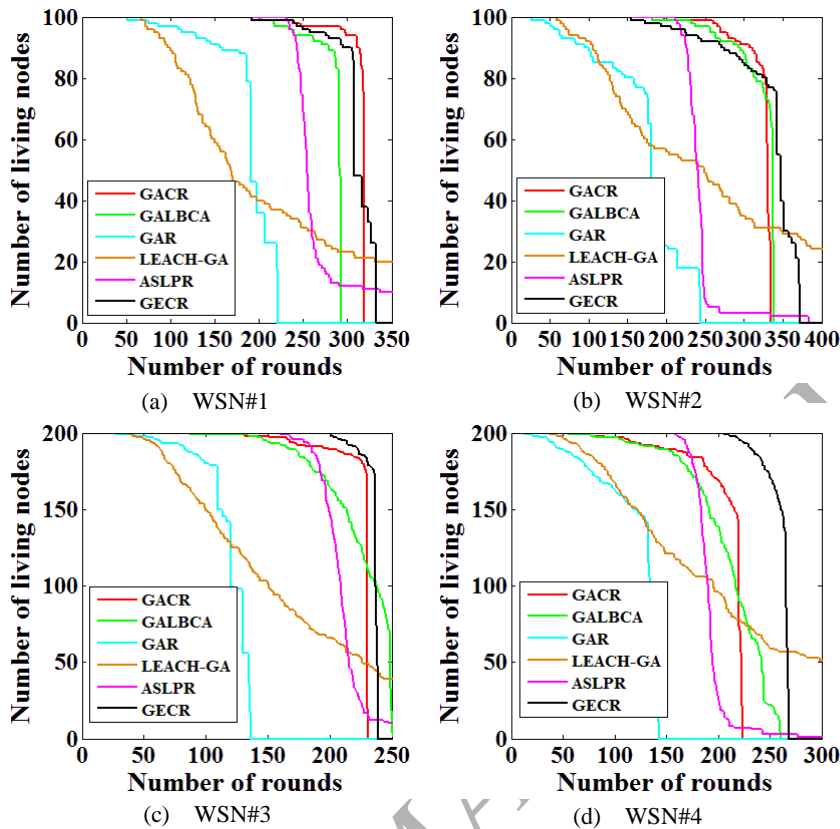 Number of living nodes
100
80
60
40
20
0
GACR
GALBCA
GAR
LEACH-GA
ASLPR
GECR
0 50 100 150 200 250 300 350
Number of rounds
(a) WSN#1
Number of living nodes
100
80
60
40
20
0
GACR
GALBCA
GAR
LEACH-GA
ASLPR
GECR
0 50 100 150 200 250 300 350 400
Number of rounds
(b) WSN#2
Number of living nodes
200
150
100
50
0
GACR
GALBCA
GAR
LEACH-GA
ASLPR
GECR
0 50 100 150 200 250
Number of rounds
(c) WSN#3
Number of living nodes
200
150
100
50
0
GACR
GALBCA
GAR
LEACH-GA
ASLPR
GECR
0 50 100 150 200 250 300
Number of rounds
(d) WSN#4